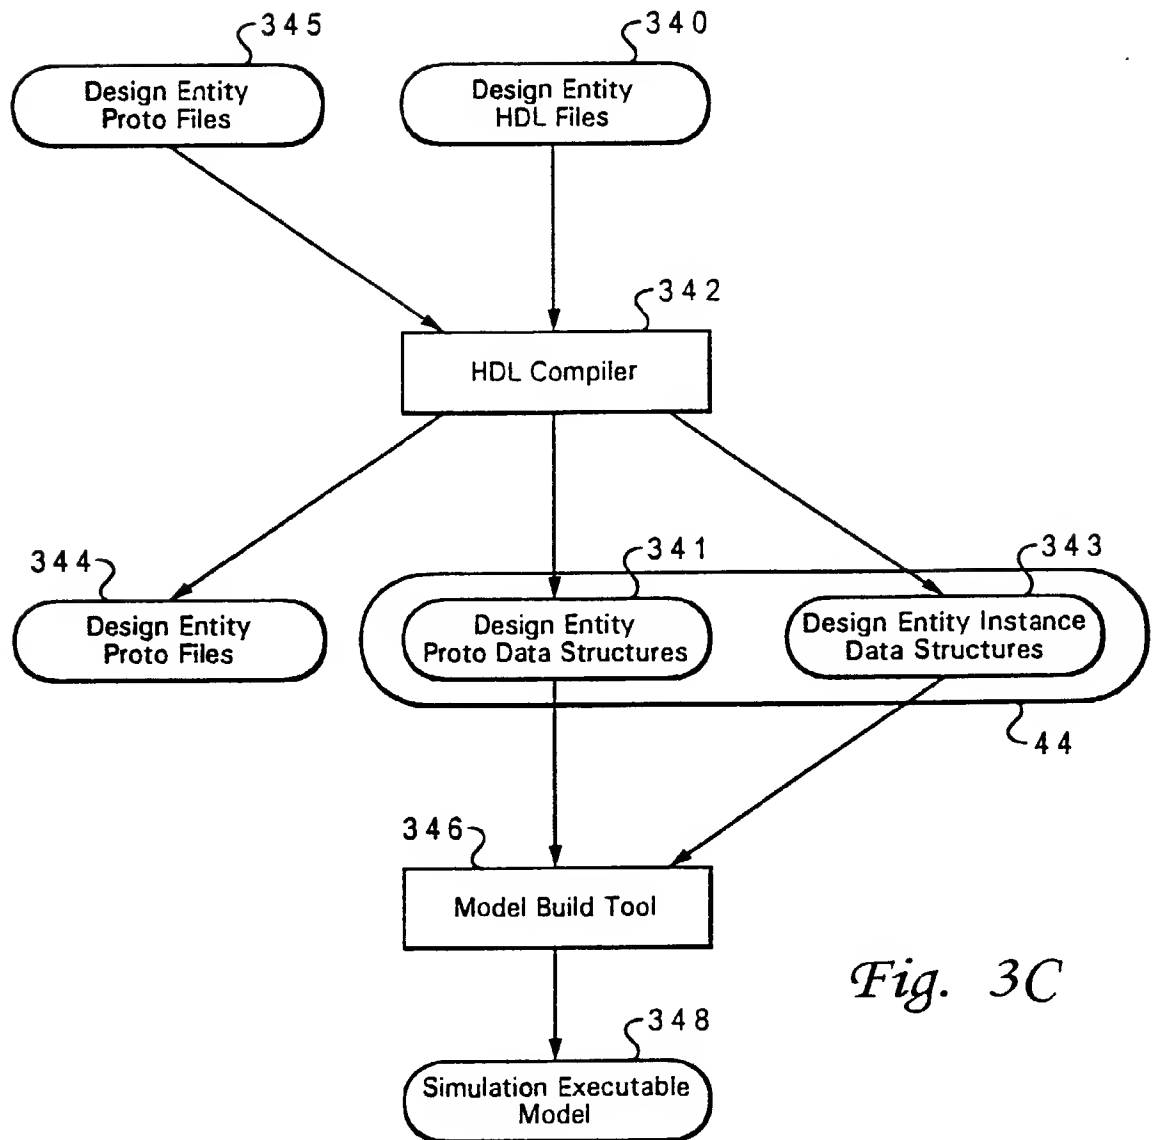 345
340
Design Entity
Proto Files
Design Entity
HDL Files
342
HDL Compiler
344
341
343
Design Entity
Proto Files
Design Entity
Proto Data Structures
Design Entity Instance
Data Structures
44
346
Model Build Tool
Fig. 3C
348
Simulation Executable
Model